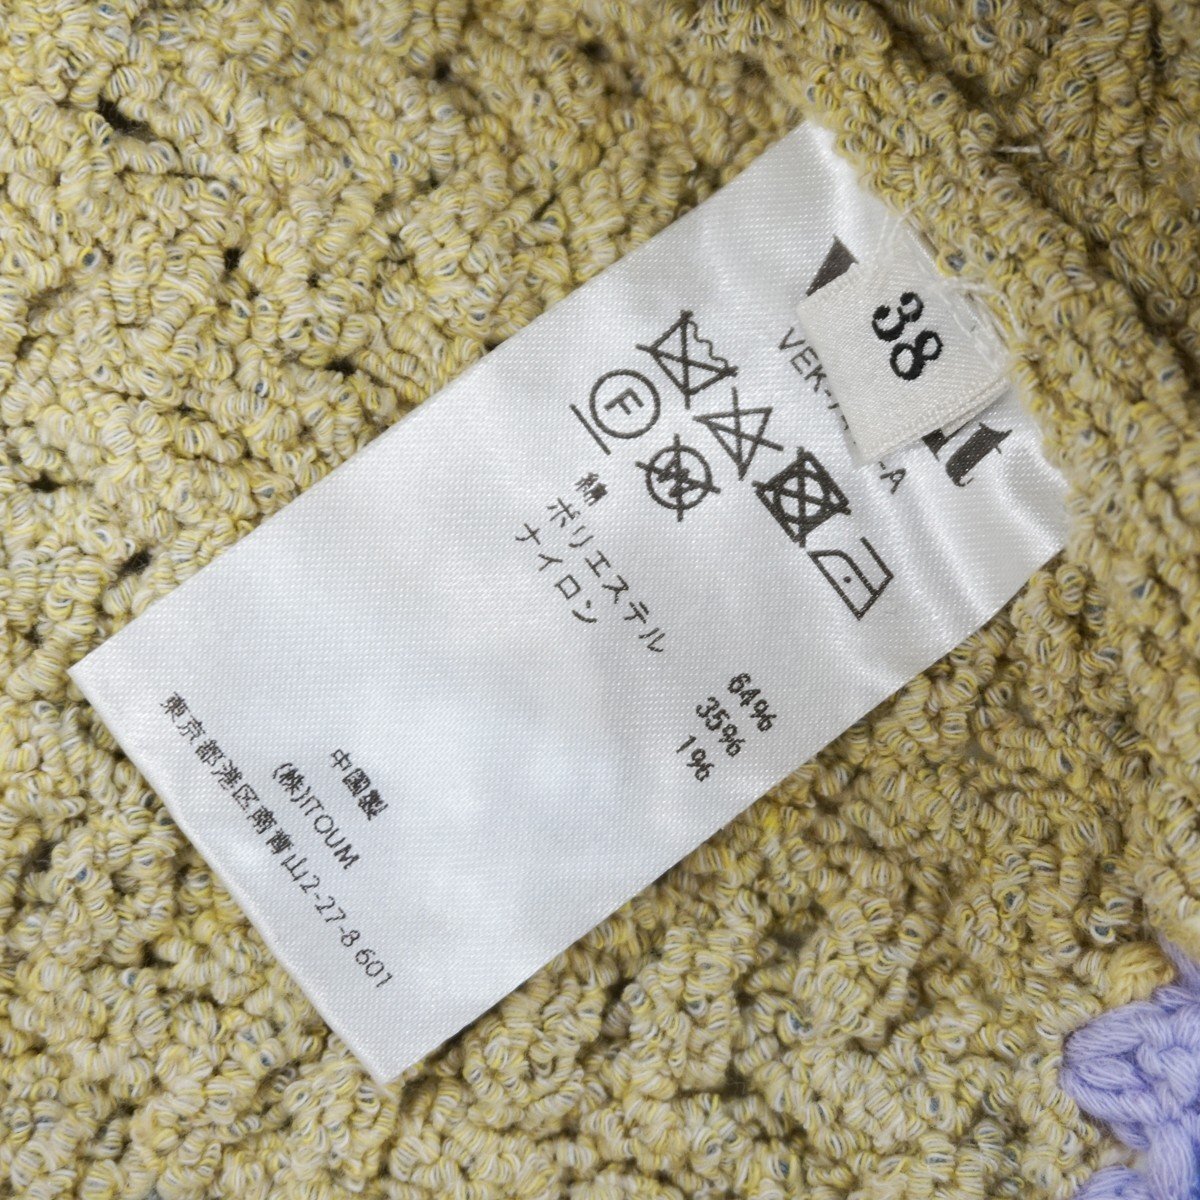 38
綿 64%
ポリエステル 35%
ナイロン 1%
中国製
(株)ITOUM
東京都港区南青山2-27-8 601
F
W